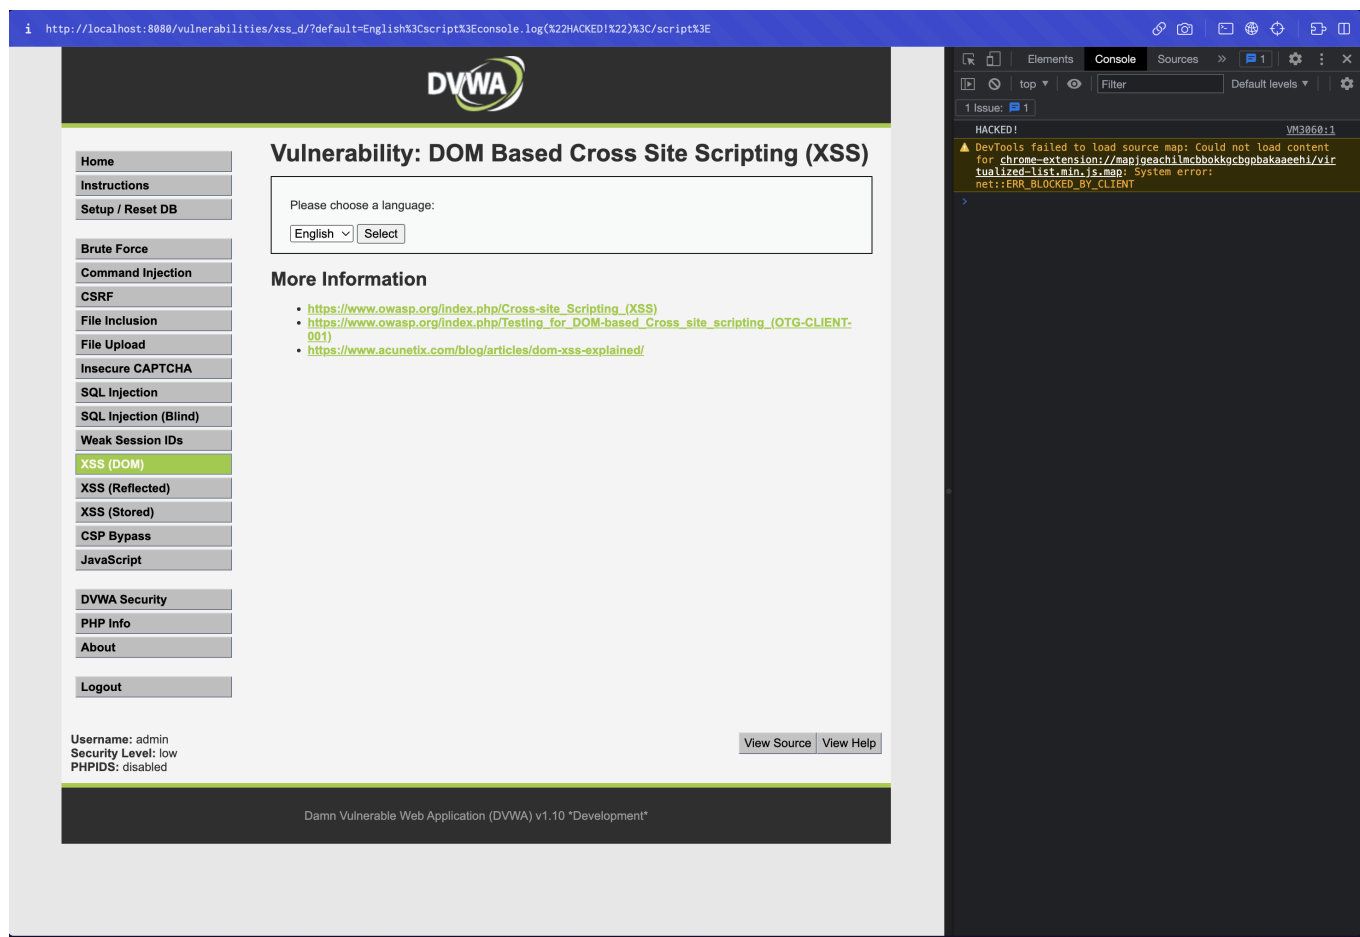 i http://localhost:8080/vulnerabilities/xss_d/?default=English%3Cscript%3Econsole.log(%22HACKED!%22)%3C/script%3E
DVWA
Home
Instructions
Setup / Reset DB
Brute Force
Command Injection
CSRF
File Inclusion
File Upload
Insecure CAPTCHA
SQL Injection
SQL Injection (Blind)
Weak Session IDs
XSS (DOM)
XSS (Reflected)
XSS (Stored)
CSP Bypass
JavaScript
DVWA Security
PHP Info
About
Logout
Vulnerability: DOM Based Cross Site Scripting (XSS)
Please choose a language:
English Select
More Information
• https://www.owasp.org/index.php/Cross-site_Scripting_(XSS)
• https://www.owasp.org/index.php/Testing_for_DOM-based_Cross_site_scripting_(OTG-CLIENT-
001)
• https://www.acunetix.com/blog/articles/dom-xss-explained/
Username: admin
Security Level: low
PHPIDS: disabled
View Source View Help
Damn Vulnerable Web Application (DVWA) v1.10 *Development*
Elements Console Sources » 1
top Filter Default levels
1 Issue: 1
HACKED! VM3060:1
DevTools failed to load source map: Could not load content
for chrome-extension://mapjgeachilmcbbokkgcbgpbakaaeehi/vir
tualized-list.min.js.map: System error:
net::ERR_BLOCKED_BY_CLIENT
>